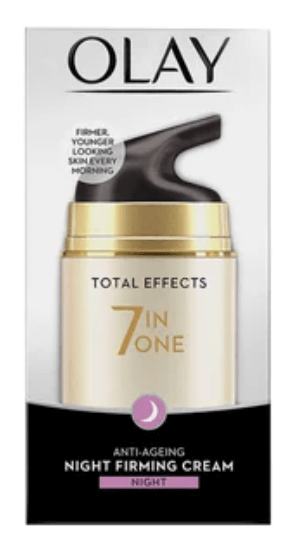 OLAY
FIRMER,
YOUNGER
LOOKING
SKIN EVERY
MORNING
TOTAL EFFECTS
7 IN
ONE
ANTI-AGEING
NIGHT FIRMING CREAM
NIGHT